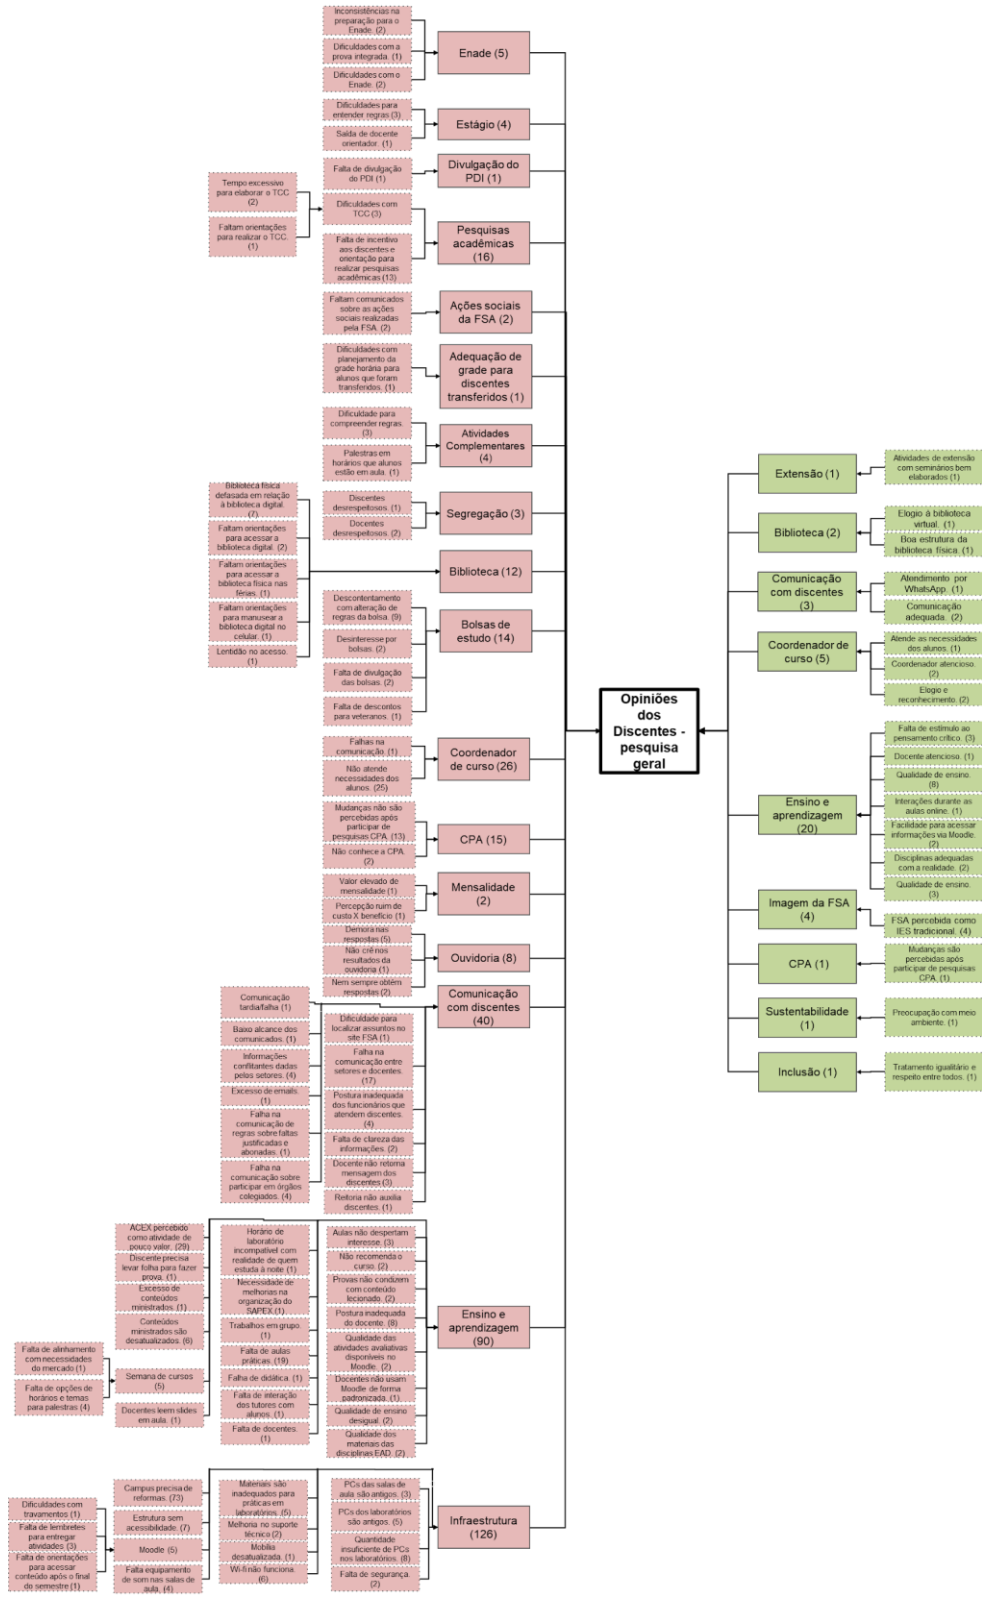 Inconsistências na
preparação para o
Enade. (2)
Dificuldades com a
prova integrada. (1)
Dificuldades com o
Enade. (2)
Enade (5)
Dificuldades para
entender regras (3)
Saída de docente
orientador. (1)
Estágio (4)
Falta de divulgação
do PDI (1)
Divulgação do
PDI (1)
Tempo excessivo
para elaborar o TCC
(2)
Faltam orientações
para realizar o TCC.
(1)
Dificuldades com
TCC (3)
Falta de incentivo
aos discentes e
orientação para
realizar pesquisas
acadêmicas (13)
Pesquisas
acadêmicas
(16)
Faltam comunicados
sobre as ações
sociais realizadas
pela FSA. (2)
Ações sociais
da FSA (2)
Dificuldades com
planejamento da
grade horária para
alunos que foram
transferidos. (1)
Adequação de
grade para
discentes
transferidos (1)
Dificuldade para
compreender regras.
(3)
Palestras em
horários que alunos
estão em aula. (1)
Atividades
Complementares
(4)
Discentes
desrespeitosos. (1)
Docentes
desrespeitosos. (2)
Segregação (3)
Biblioteca física
defasada em relação
à biblioteca digital.
(7)
Faltam orientações
para acessar a
biblioteca digital. (2)
Faltam orientações
para acessar a
biblioteca física nas
férias. (1)
Faltam orientações
para manusear a
biblioteca digital no
celular. (1)
Lentidão no acesso.
(1)
Biblioteca (12)
Descontentamento
com alteração de
regras da bolsa. (9)
Desinteresse por
bolsas. (2)
Falta de divulgação
das bolsas. (2)
Falta de descontos
para veteranos. (1)
Bolsas de
estudo (14)
Falhas na
comunicação. (1)
Não atende
necessidades dos
alunos. (25)
Coordenador
de curso (26)
Mudanças não são
percebidas após
participar de
pesquisas CPA. (13)
Não conhece a CPA.
(2)
CPA (15)
Valor elevado de
mensalidade (1)
Percepção ruim de
custo X benefício (1)
Mensalidade
(2)
Demora nas
respostas (5)
Não crê nos
resultados da
ouvidoria (1)
Nem sempre obtém
respostas (2)
Ouvidoria (8)
Comunicação
tardia/falha (1)
Baixo alcance dos
comunicados. (1)
Informações
conflitantes dadas
pelos setores. (4)
Excesso de emails.
(1)
Falha na
comunicação de
regras sobre faltas
justificadas e
abonadas. (1)
Falha na
comunicação sobre
participar em órgãos
colegiados. (4)
Dificuldade para
localizar assuntos no
site FSA (1)
Falha na
comunicação entre
setores e docentes.
(17)
Postura inadequada
dos funcionários que
atendem discentes.
(4)
Falta de clareza das
informações. (2)
Docente não retorna
mensagem dos
discentes (3)
Reitoria não auxilia
discentes. (1)
Comunicação
com discentes
(40)
ACEX percebido
como atividade de
pouco valor. (29)
Discente precisa
levar folha para fazer
prova. (1)
Excesso de
conteúdos
ministrados. (1)
Conteúdos
ministrados são
desatualizados. (6)
Falta de alinhamento
com necessidades
do mercado (1)
Falta de opções de
horários e temas
para palestras (4)
Semana de cursos
(5)
Docentes leem slides
em aula. (1)
Horário de
laboratório
incompatível com
realidade de quem
estuda à noite (1)
Necessidade de
melhorias na
organização do
SAPEX (1)
Trabalhos em grupo.
(1)
Falta de aulas
práticas. (19)
Falha de didática. (1)
Falta de interação
dos tutores com
alunos. (1)
Falta de docentes.
(1)
Aulas não despertam
interesse. (3)
Não recomenda o
curso. (2)
Provas não condizem
com conteúdo
lecionado. (2)
Postura inadequada
do docente. (8)
Qualidade das
atividades avaliativas
disponíveis no
Moodle. (2)
Docentes não usam
Moodle de forma
padronizada. (1)
Qualidade de ensino
desigual. (2)
Qualidade dos
materiais das
disciplinas EAD. (2)
Ensino e
aprendizagem
(90)
Dificuldades com
travamentos (1)
Falta de lembretes
para entregar
atividades (3)
Falta de orientações
para acessar
conteúdo após o final
do semestre (1)
Campus precisa de
reformas. (73)
Estrutura sem
acessibilidade. (7)
Moodle (5)
Falta equipamento
de som nas salas de
aula. (4)
Materiais são
inadequados para
práticas em
laboratórios. (5)
Melhoria no suporte
técnico (2)
Mobília
desatualizada. (1)
Wi-fi não funciona.
(6)
PCs das salas de
aula são antigos. (3)
PCs dos laboratórios
são antigos. (5)
Quantidade
insuficiente de PCs
nos laboratórios. (8)
Falta de segurança.
(2)
Infraestrutura
(126)
Opiniões
dos
Discentes -
pesquisa
geral
Extensão (1)
Atividades de extensão
com seminários bem
elaborados (1)
Biblioteca (2)
Elogio à biblioteca
virtual. (1)
Boa estrutura da
biblioteca física. (1)
Comunicação
com discentes
(3)
Atendimento por
WhatsApp. (1)
Comunicação
adequada. (2)
Coordenador de
curso (5)
Atende as necessidades
dos alunos. (1)
Coordenador atencioso.
(2)
Elogio e
reconhecimento. (2)
Ensino e
aprendizagem
(20)
Falta de estímulo ao
pensamento crítico. (3)
Docente atencioso. (1)
Qualidade de ensino.
(8)
Interações durante as
aulas online. (1)
Facilidade para acessar
informações via Moodle.
(2)
Disciplinas adequadas
com a realidade. (2)
Qualidade de ensino.
(3)
Imagem da FSA
(4)
FSA percebida como
IES tradicional. (4)
CPA (1)
Mudanças são
percebidas após
participar de pesquisas
CPA. (1)
Sustentabilidade
(1)
Preocupação com meio
ambiente. (1)
Inclusão (1)
Tratamento igualitário e
respeito entre todos. (1)